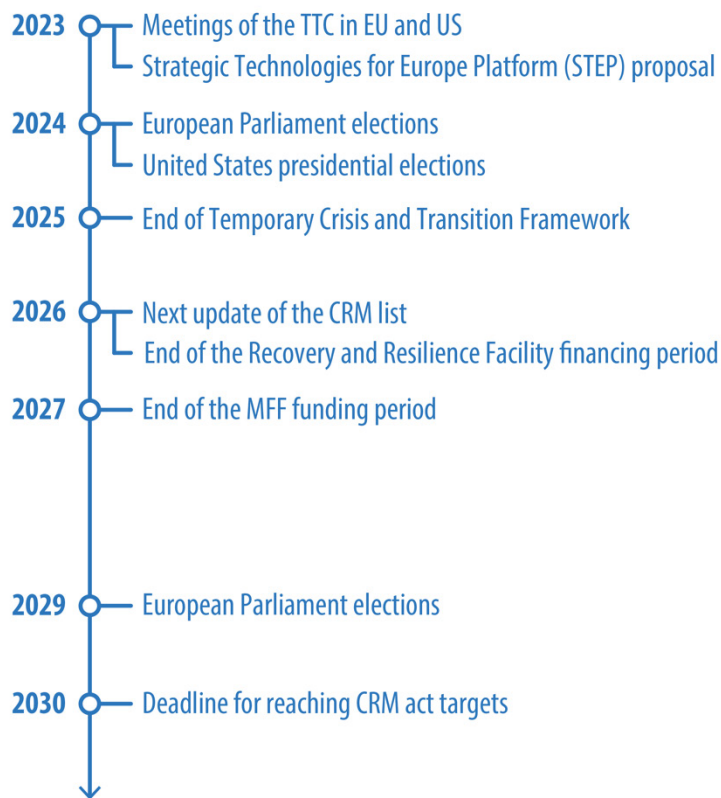 2023 Meetings of the TTC in EU and US
Strategic Technologies for Europe Platform (STEP) proposal
2024 European Parliament elections
United States presidential elections
2025 End of Temporary Crisis and Transition Framework
2026 Next update of the CRM list
End of the Recovery and Resilience Facility financing period
2027 End of the MFF funding period
2029 European Parliament elections
2030 Deadline for reaching CRM act targets